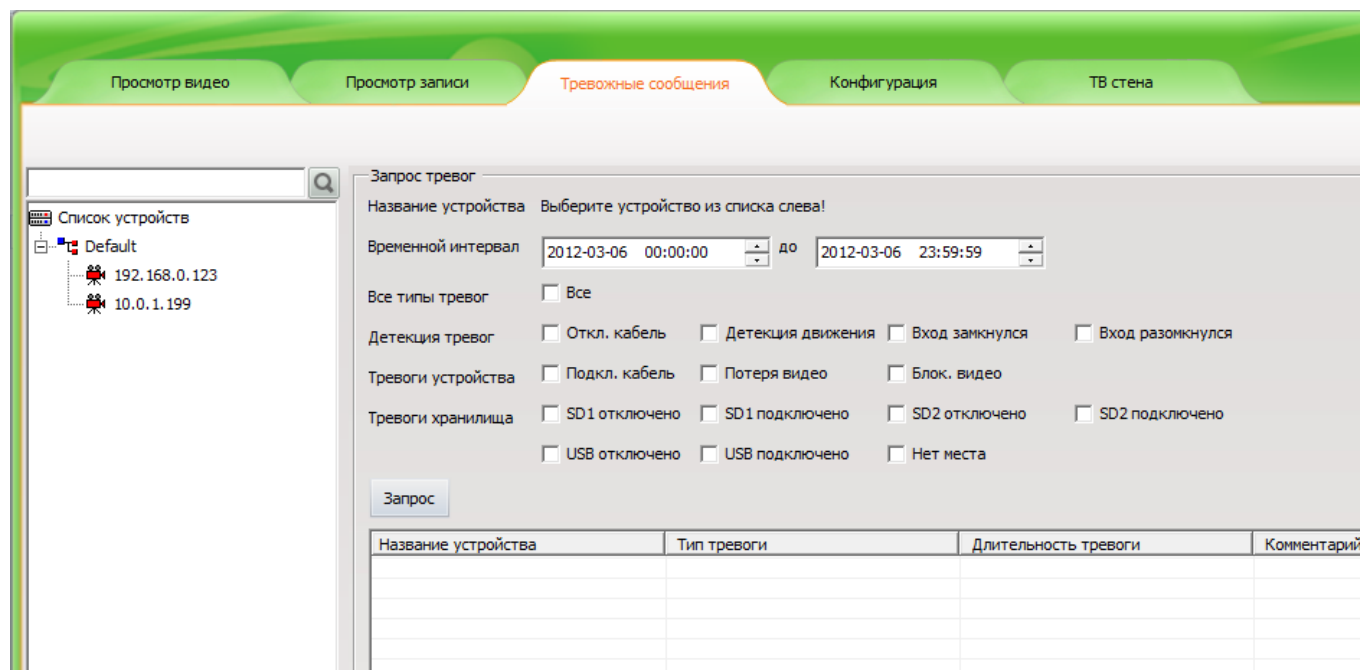 Просмотр видео Просмотр записи Тревожные сообщения Конфигурация ТВ стена
Список устройств
Default
192.168.0.123
10.0.1.199
Запрос тревог
Название устройства Выберите устройство из списка слева!
Временной интервал 2012-03-06 00:00:00 до 2012-03-06 23:59:59
Все типы тревог Все
Детекция тревог Откл. кабель Детекция движения Вход замкнулся Вход разомкнулся
Тревоги устройства Подкл. кабель Потеря видео Блок. видео
Тревоги хранилища SD1 отключено SD1 подключено SD2 отключено SD2 подключено
USB отключено USB подключено Нет места
Запрос
Название устройства Тип тревоги Длительность тревоги Комментарий